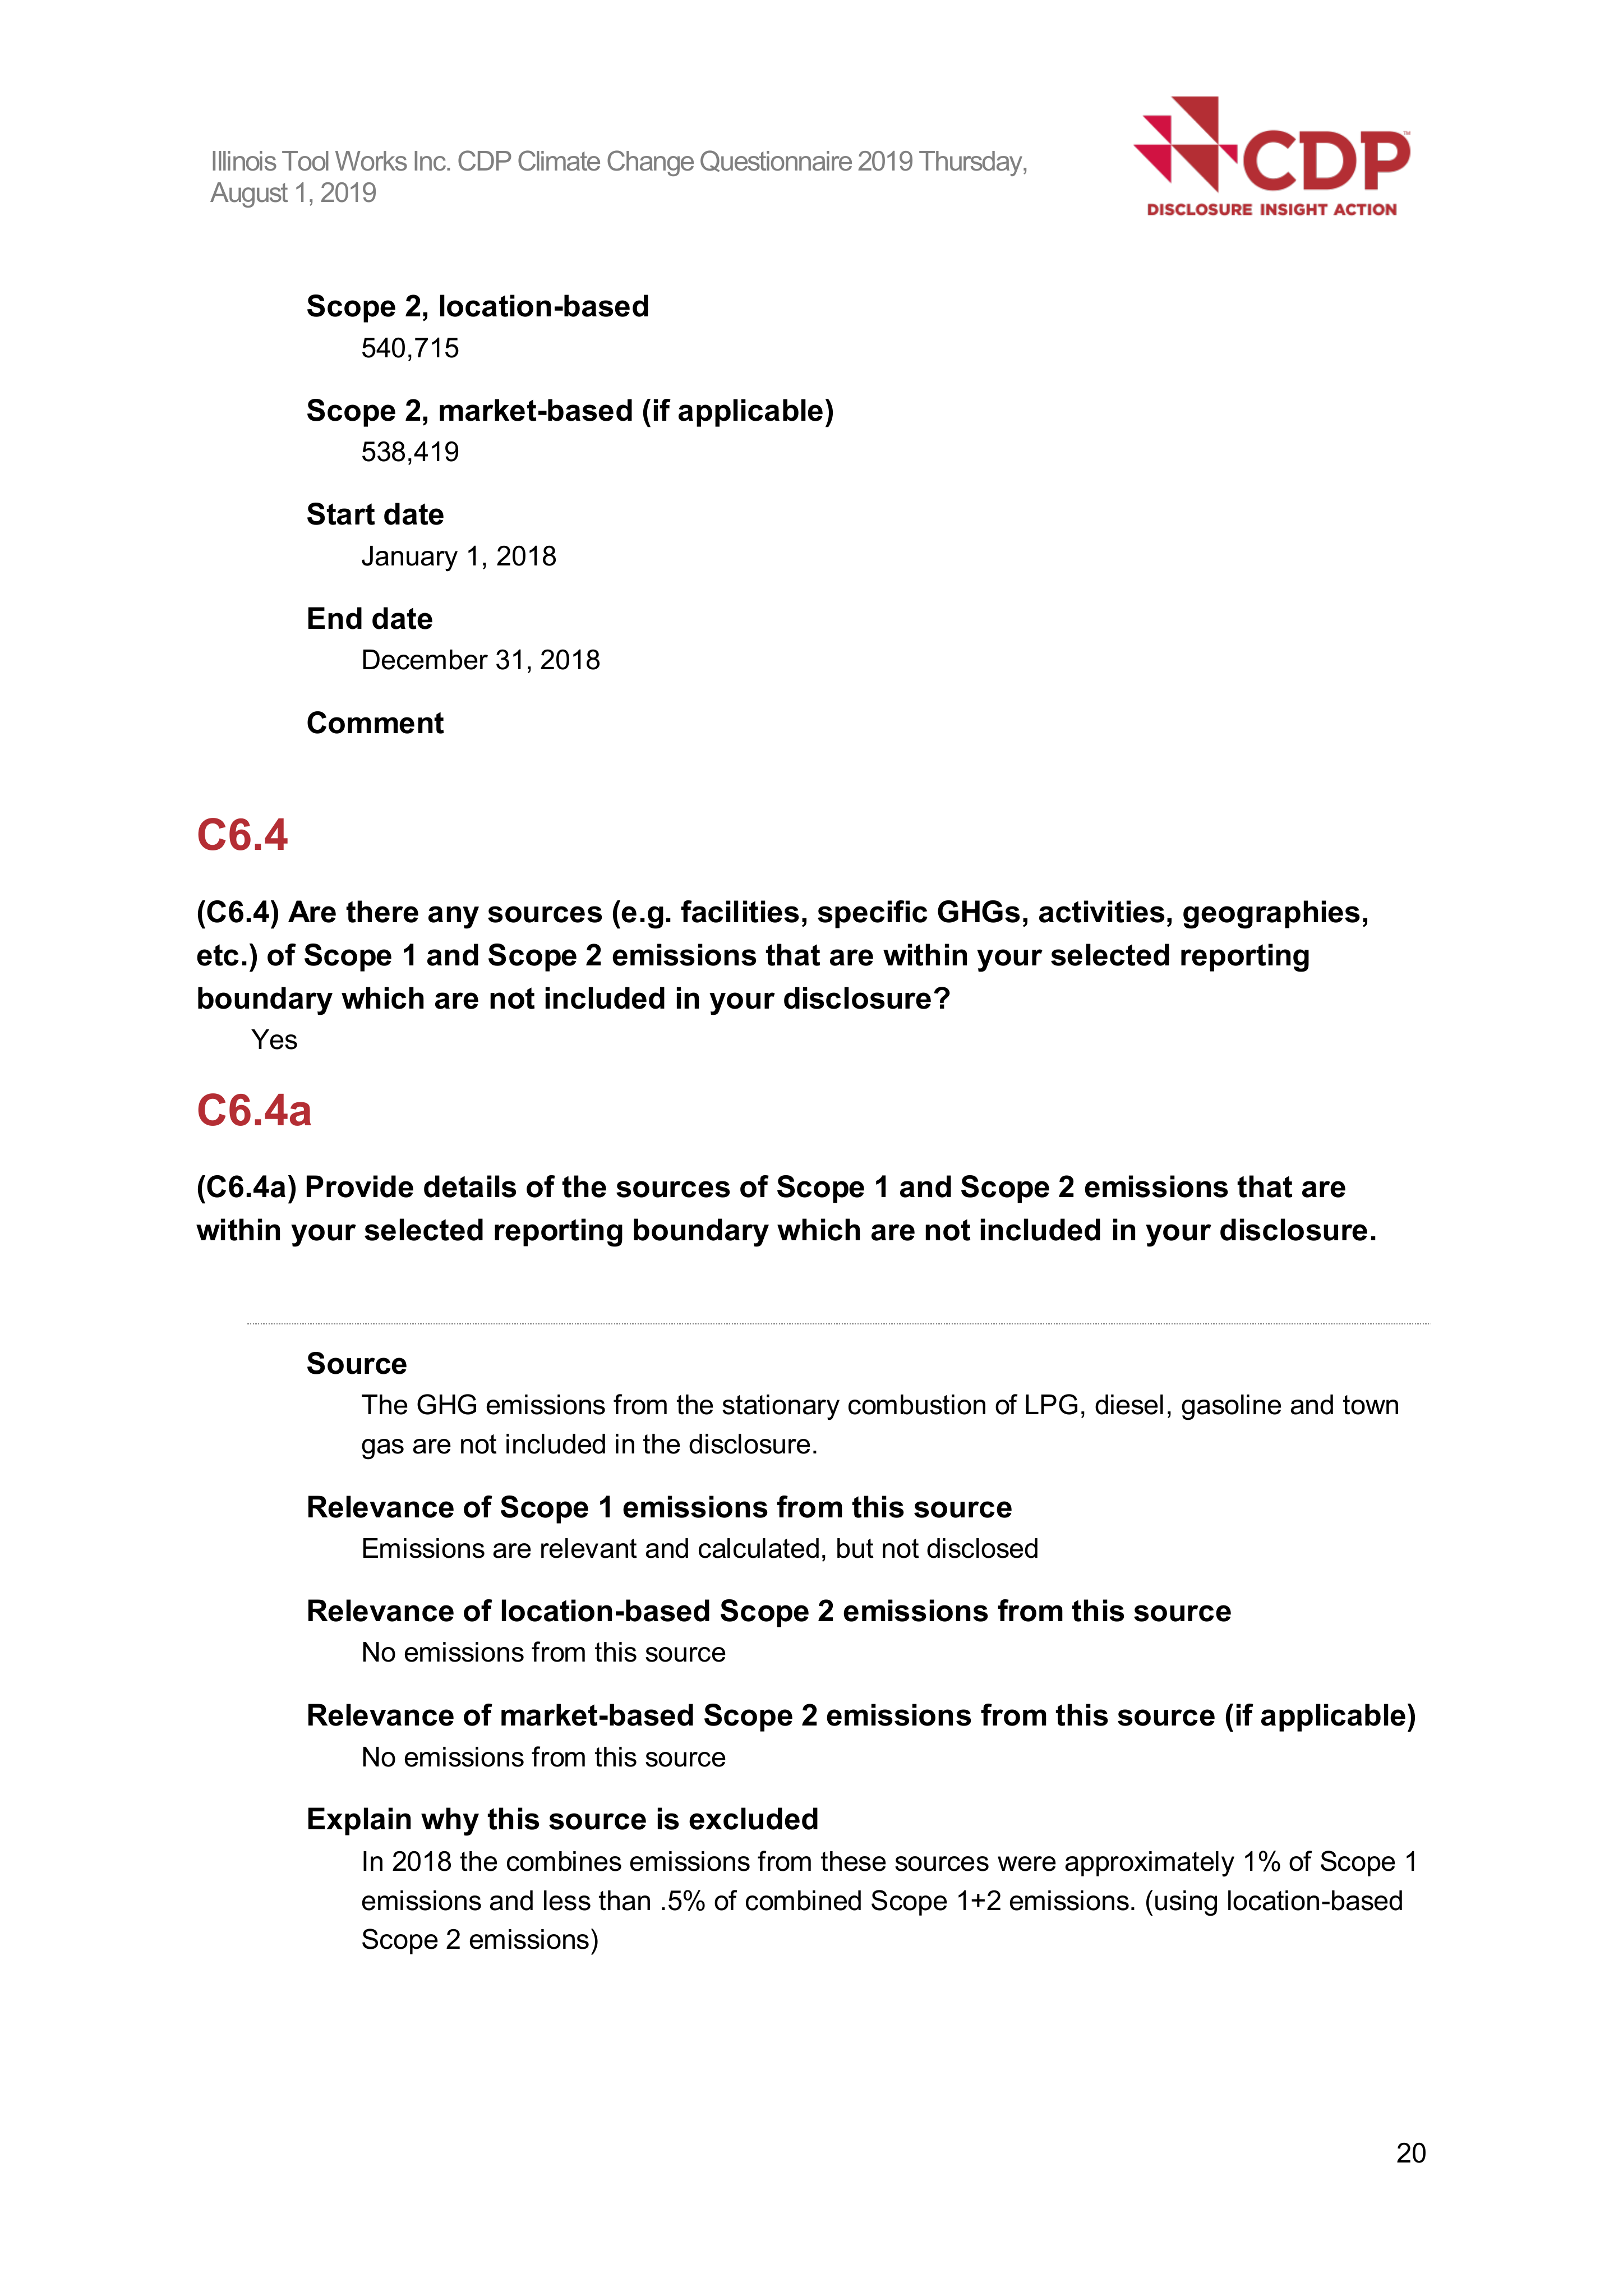 Illinois Tool Works Inc. CDP Climate Change Questionnaire 2019 Thursday,
August 1, 2019
CDP™
DISCLOSURE INSIGHT ACTION
Scope 2, location-based
540,715
Scope 2, market-based (if applicable)
538,419
Start date
January 1, 2018
End date
December 31, 2018
Comment
C6.4
(C6.4) Are there any sources (e.g. facilities, specific GHGs, activities, geographies,
etc.) of Scope 1 and Scope 2 emissions that are within your selected reporting
boundary which are not included in your disclosure?
Yes
C6.4a
(C6.4a) Provide details of the sources of Scope 1 and Scope 2 emissions that are
within your selected reporting boundary which are not included in your disclosure.
Source
The GHG emissions from the stationary combustion of LPG, diesel, gasoline and town
gas are not included in the disclosure.
Relevance of Scope 1 emissions from this source
Emissions are relevant and calculated, but not disclosed
Relevance of location-based Scope 2 emissions from this source
No emissions from this source
Relevance of market-based Scope 2 emissions from this source (if applicable)
No emissions from this source
Explain why this source is excluded
In 2018 the combines emissions from these sources were approximately 1% of Scope 1
emissions and less than .5% of combined Scope 1+2 emissions. (using location-based
Scope 2 emissions)
20